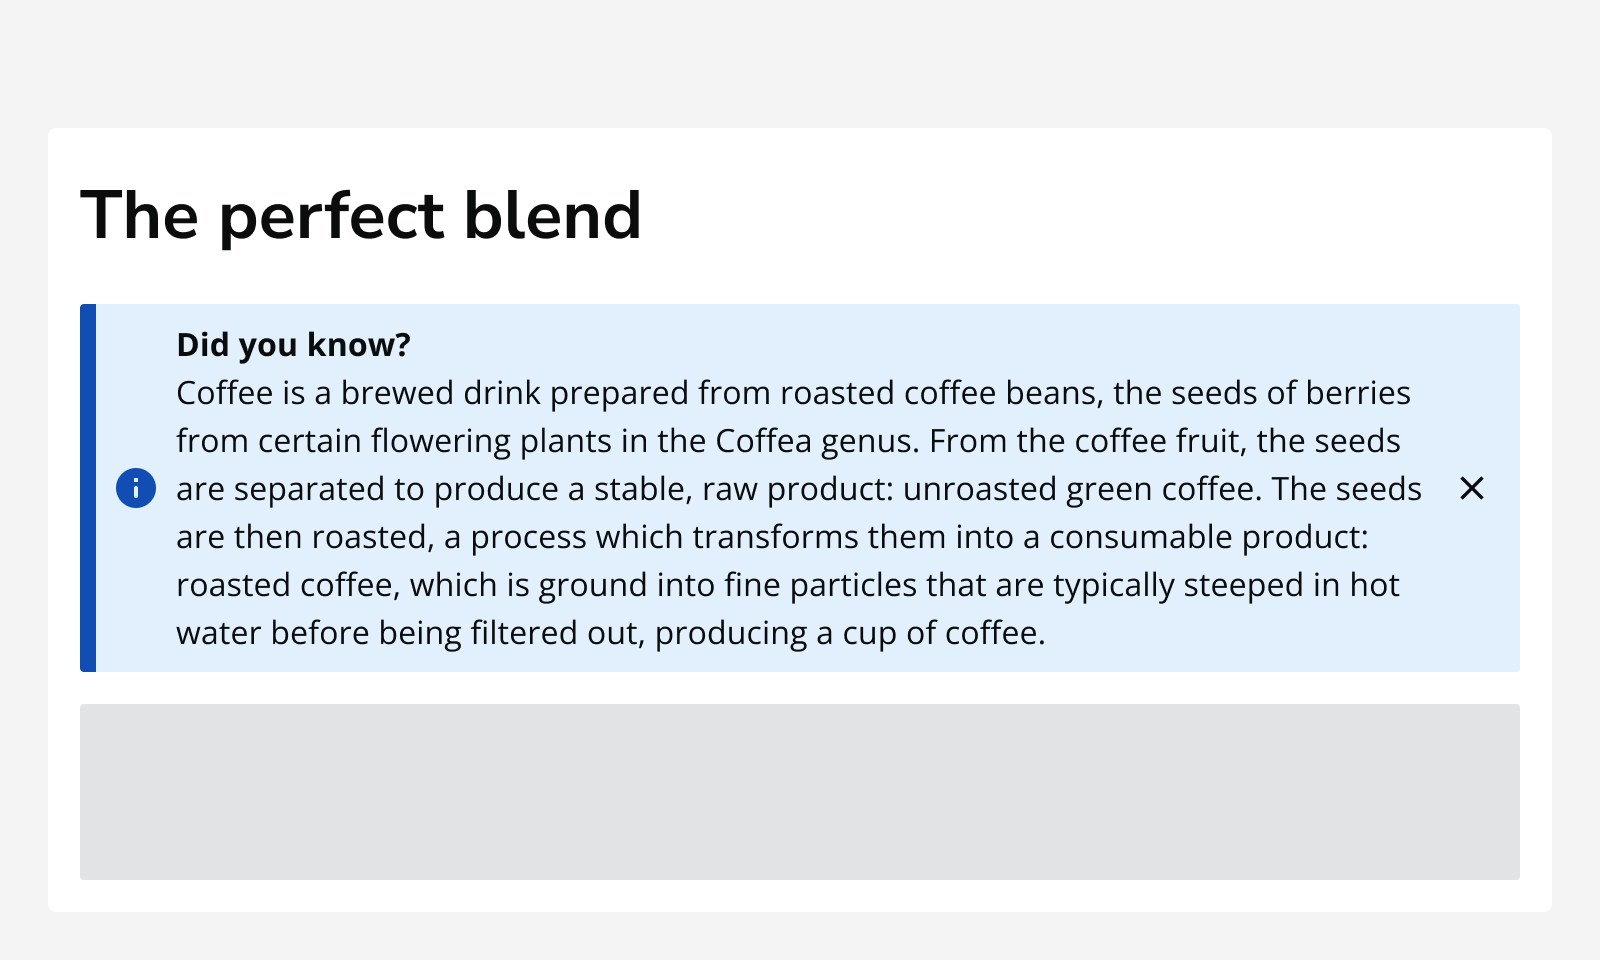 The perfect blend
Did you know?
Coffee is a brewed drink prepared from roasted coffee beans, the seeds of berries
from certain flowering plants in the Coffea genus. From the coffee fruit, the seeds
are separated to produce a stable, raw product: unroasted green coffee. The seeds
are then roasted, a process which transforms them into a consumable product:
roasted coffee, which is ground into fine particles that are typically steeped in hot
water before being filtered out, producing a cup of coffee.